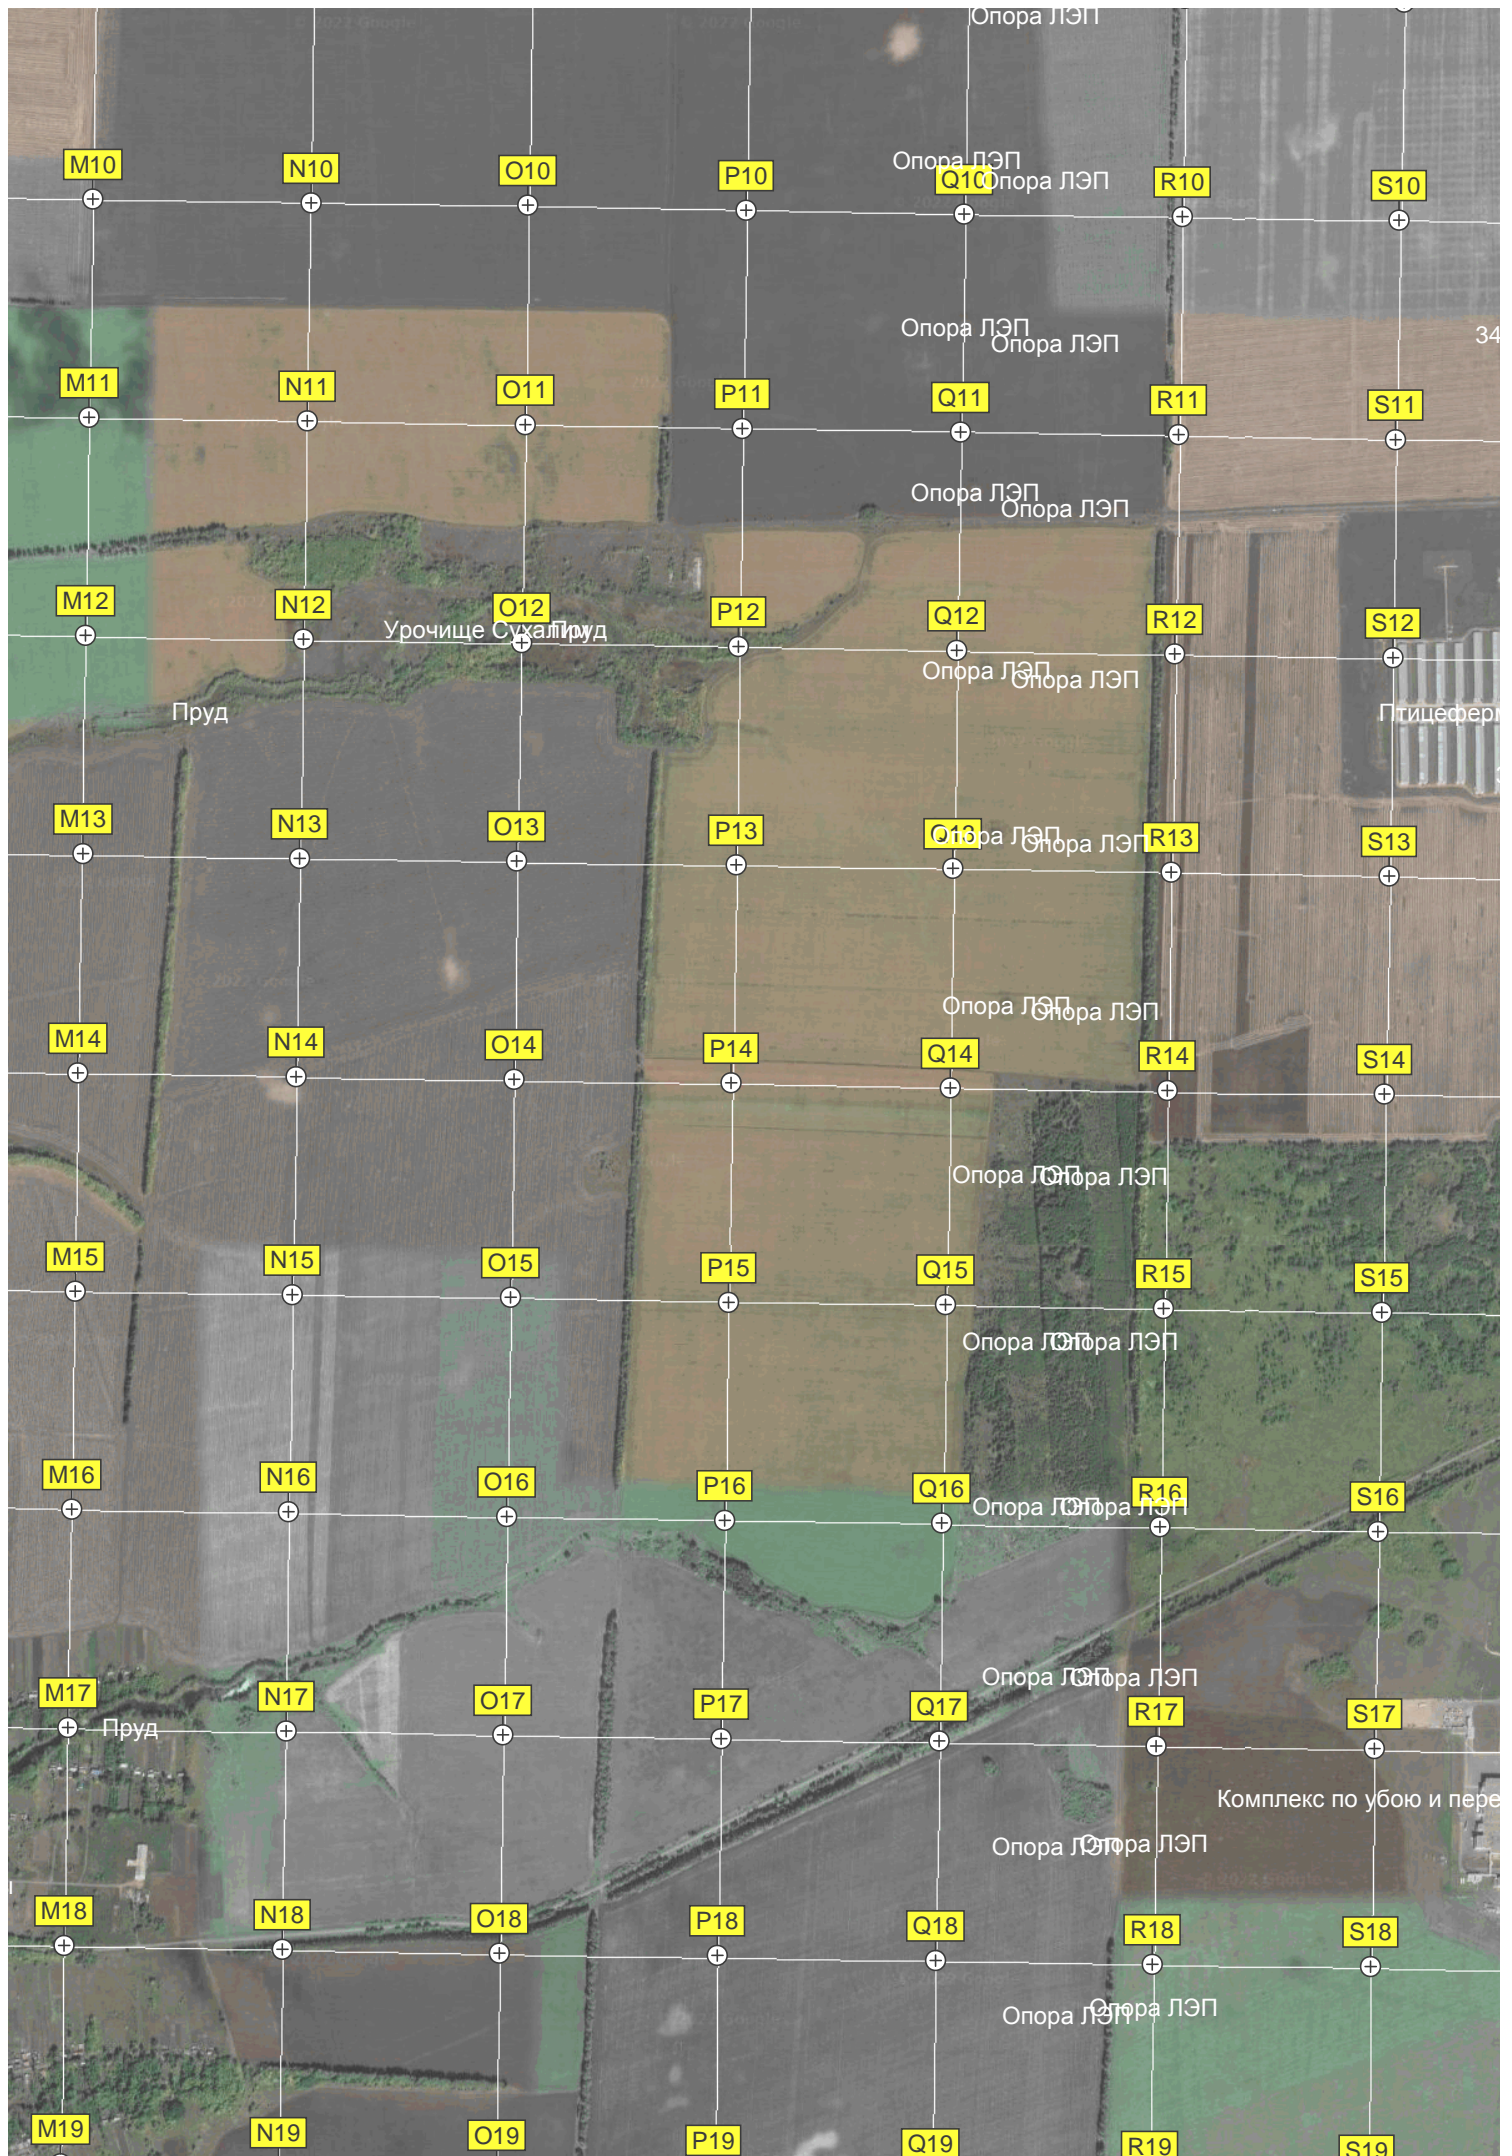 Опора ЛЭП
Опора ЛЭП
Опора ЛЭП
M10 N10 O10 P10 Q10 R10 S10
Опора ЛЭП
Опора ЛЭП
34
M11 N11 O11 P11 Q11 R11 S11
Опора ЛЭП
Опора ЛЭП
M12 N12 O12 P12 Q12 R12 S12
Урочище Сухалим
Пруд
Опора ЛЭП
Опора ЛЭП
Пруд
Птицеферм
M13 N13 O13 P13 Q13 R13 S13
Опора ЛЭП
Опора ЛЭП
Опора ЛЭП
Опора ЛЭП
M14 N14 O14 P14 Q14 R14 S14
Опора ЛЭП
Опора ЛЭП
M15 N15 O15 P15 Q15 R15 S15
Опора ЛЭП
Опора ЛЭП
M16 N16 O16 P16 Q16 R16 S16
Опора ЛЭП
Опора ЛЭП
Опора ЛЭП
Опора ЛЭП
M17 N17 O17 P17 Q17 R17 S17
Пруд
Комплекс по убою и пере
Опора ЛЭП
Опора ЛЭП
M18 N18 O18 P18 Q18 R18 S18
Опора ЛЭП
Опора ЛЭП
M19 N19 O19 P19 Q19 R19 S19